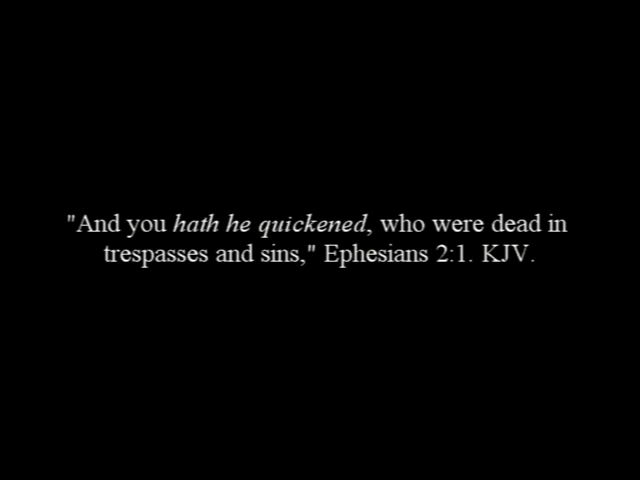 "And you hath he quickened, who were dead in
trespasses and sins," Ephesians 2:1. KJV.